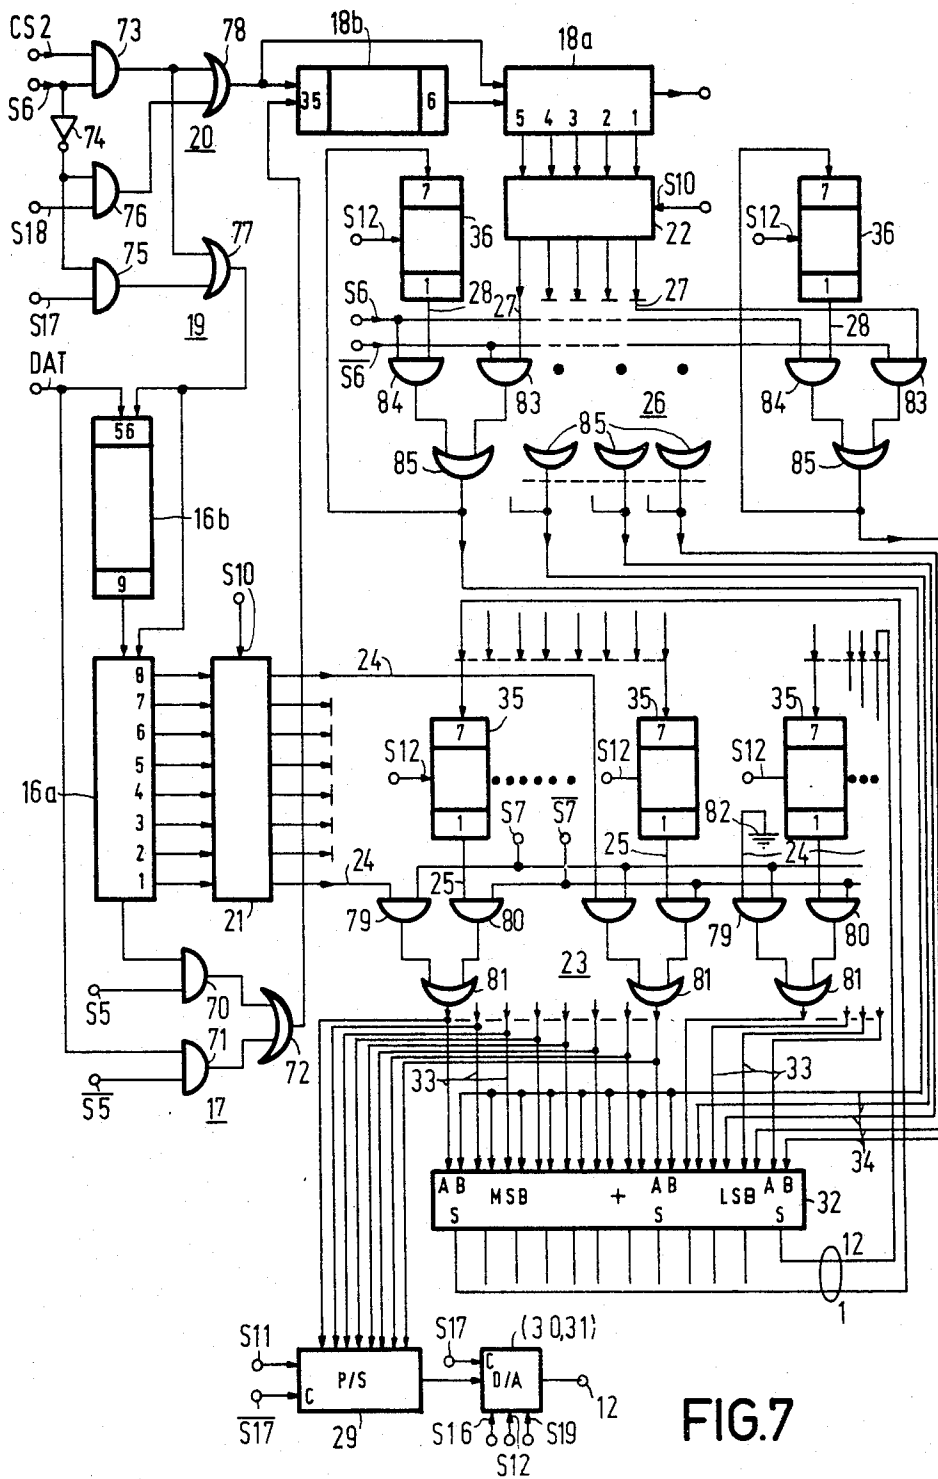 CS2
73
78
18b
18a
S6
35
6
5 4 3 2 1
74
20
7
7
76
S18
S12
36
S10
22
S12
36
75
77
1
1
28
27
27
28
S17
19
S6
S6
DAT
84
83
26
84
83
56
85
85
85
16b
9
S10
24
8
7
6
5
4
3
2
1
16a
35
35
35
7
7
7
S12
S12
S12
S7
S7
82
1
1
1
25
25
24
24
21
79
80
79
80
23
81
81
81
S5
70
71
72
S5
17
33
33
34
A B MSB + A B LSB A B
S S S
32
12
1
S11
S17
(30,31)
P/S
C
C
D/A
12
S17
29
S16
S12
S19
FIG.7